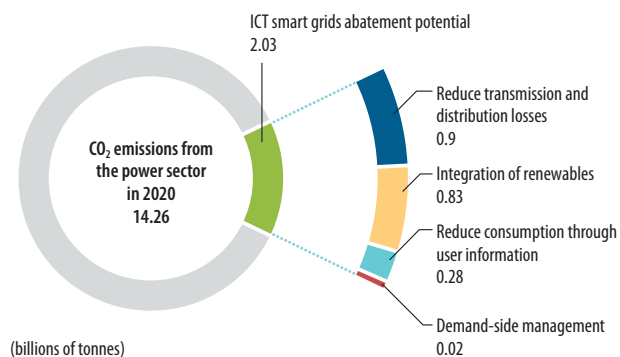 ICT smart grids abatement potential
2.03
CO₂ emissions from
the power sector
in 2020
14.26
Reduce transmission and
distribution losses
0.9
Integration of renewables
0.83
Reduce consumption through
user information
0.28
Demand-side management
0.02
(billions of tonnes)